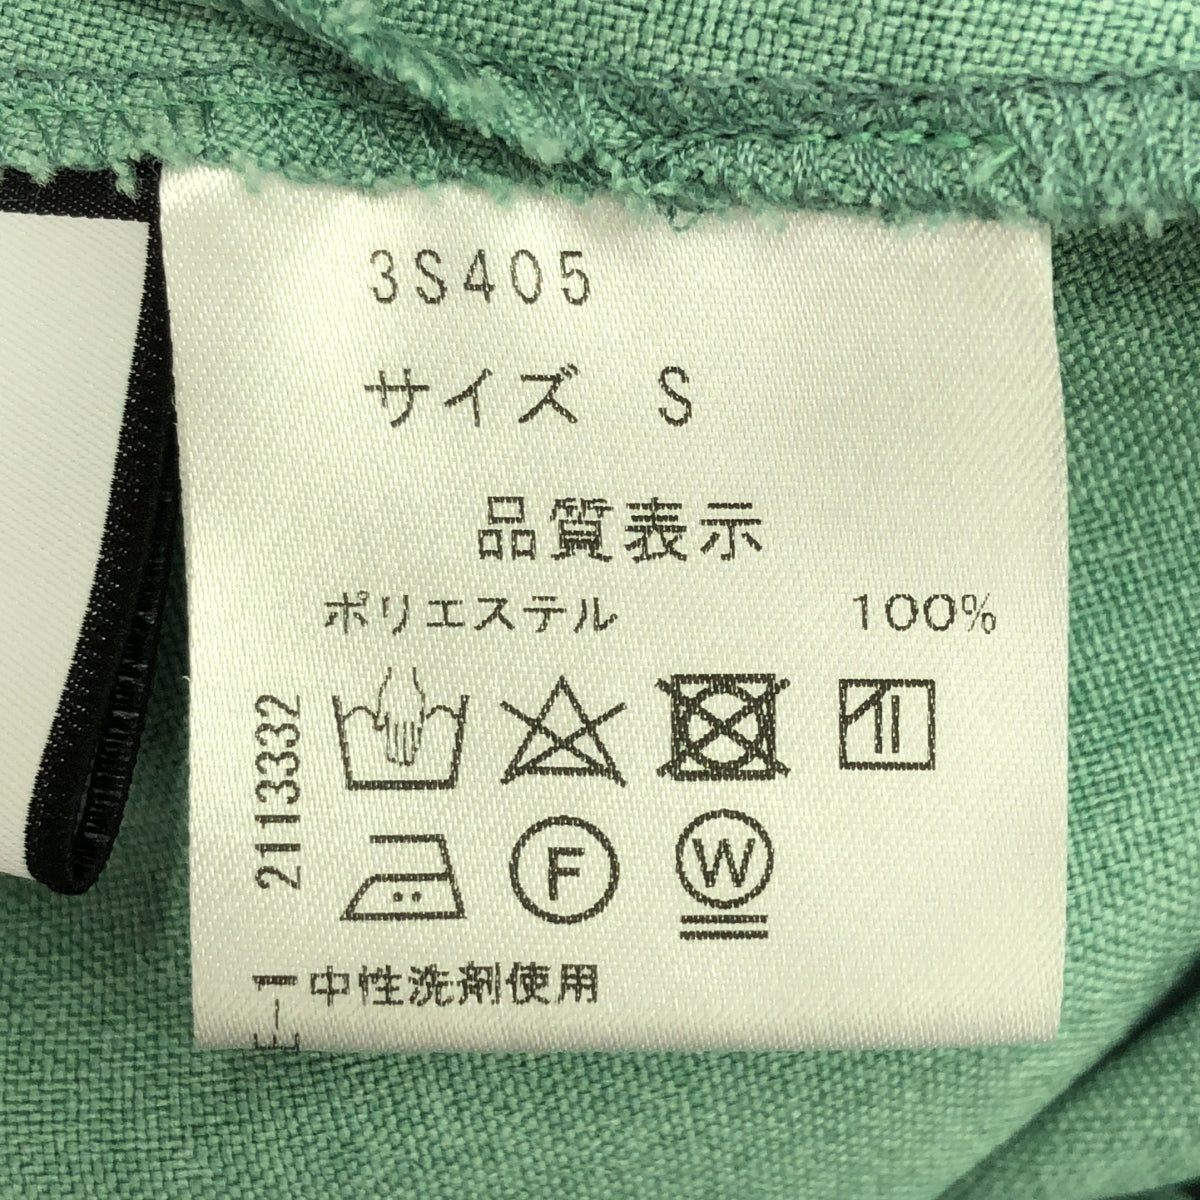 3S405
サイズ S
品質表示
ポリエステル 100%
F
W
中性洗剤使用
2113332
E-1